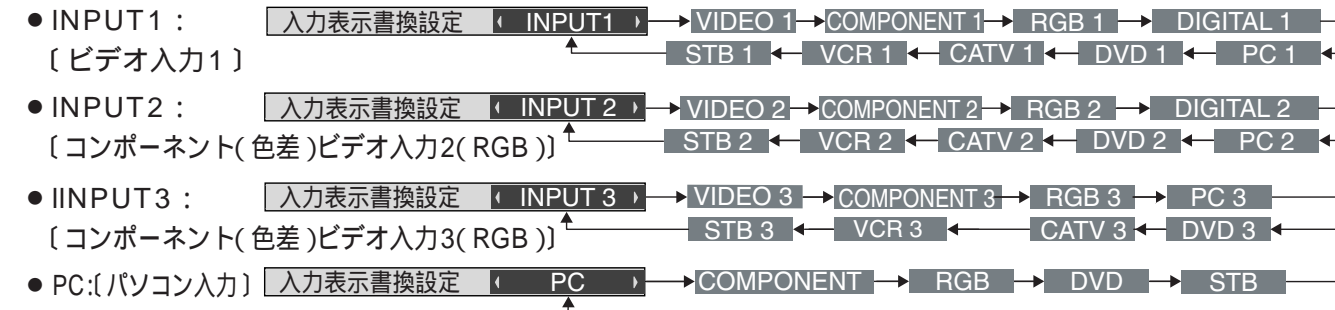 ● INPUT1 : 入力表示書換設定 INPUT1 VIDEO 1 COMPONENT 1 RGB 1 DIGITAL 1
〔 ビデオ入力1 〕 STB 1 VCR 1 CATV 1 DVD 1 PC 1
● INPUT2 : 入力表示書換設定 INPUT 2 VIDEO 2 COMPONENT 2 RGB 2 DIGITAL 2
〔 コンポーネント( 色差 )ビデオ入力2( RGB )〕 STB 2 VCR 2 CATV 2 DVD 2 PC 2
● IINPUT3 : 入力表示書換設定 INPUT 3 VIDEO 3 COMPONENT 3 RGB 3 PC 3
〔 コンポーネント( 色差 )ビデオ入力3( RGB )〕 STB 3 VCR 3 CATV 3 DVD 3
● PC:〔 パソコン入力 〕 入力表示書換設定 PC COMPONENT RGB DVD STB